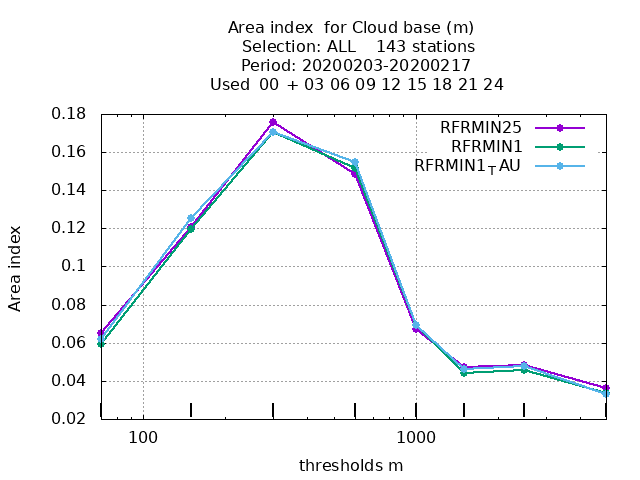 Area index  for Cloud base (m)
Selection: ALL    143 stations
Period: 20200203-20200217
Used  00 + 03 06 09 12 15 18 21 24
RFRMIN25
RFRMIN1
RFRMIN1TAU
0.18
0.16
0.14
0.12
0.1
0.08
0.06
0.04
0.02
Area index
100
1000
thresholds m